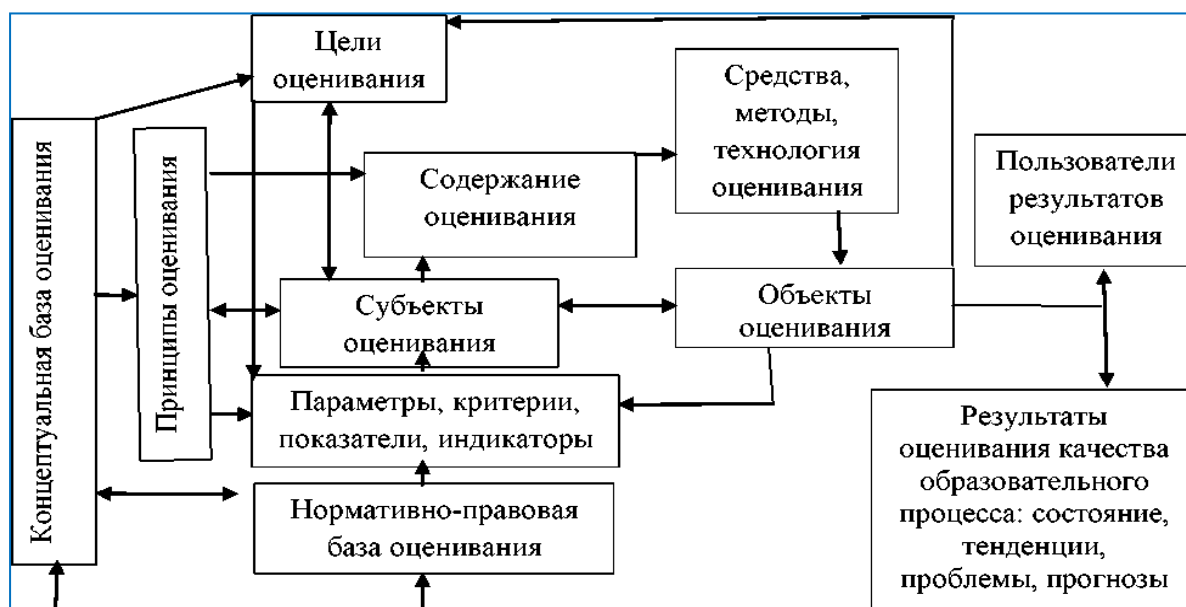 Цели
оценивания
Средства,
методы,
технология
оценивания
Пользователи
результатов
оценивания
Концептуальная база оценивания
Принципы оценивания
Содержание
оценивания
Субъекты
оценивания
Объекты
оценивания
Параметры, критерии,
показатели, индикаторы
Нормативно-правовая
база оценивания
Результаты
оценивания качества
образовательного
процесса: состояние,
тенденции,
проблемы, прогнозы